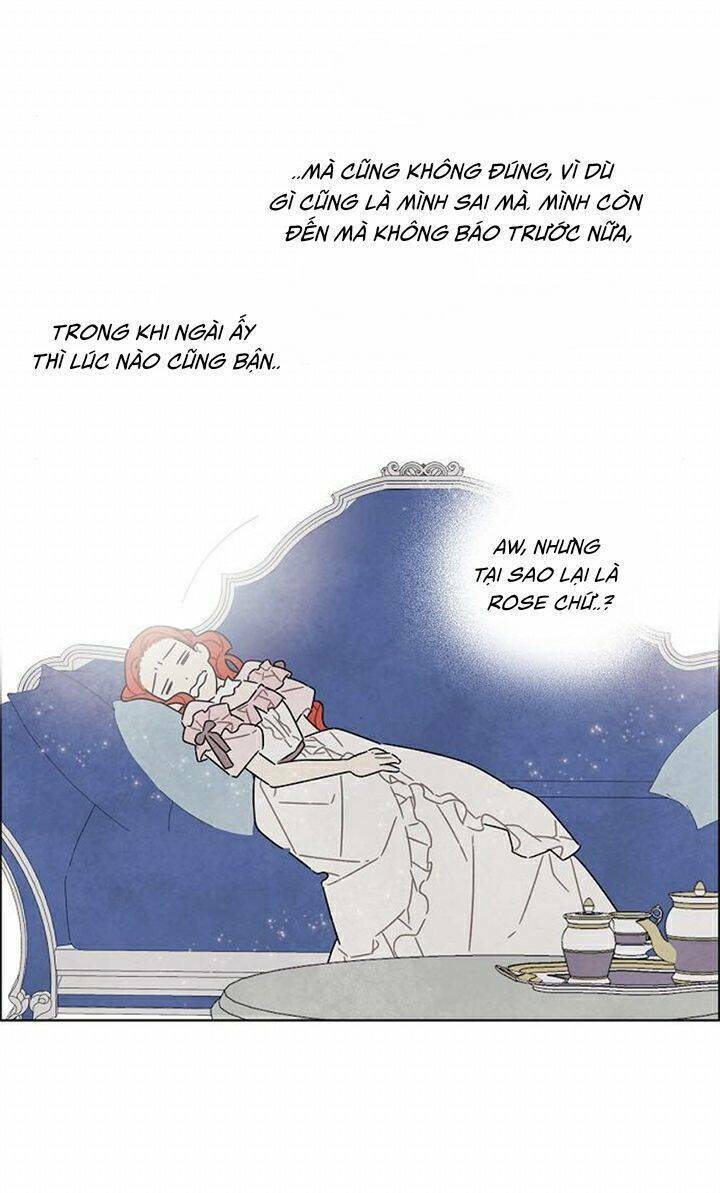 ..MÀ CŨNG KHÔNG ĐÚNG, VÌ DÙ
GÌ CŨNG LÀ MÌNH SAI MÀ. MÌNH CÒN
ĐẾN MÀ KHÔNG BÁO TRƯỚC NỮA,
TRONG KHI NGÀI ẤY
THÌ LÚC NÀO CŨNG BẬN..
AW, NHƯNG
TẠI SAO LẠI LÀ
ROSE CHỨ..?